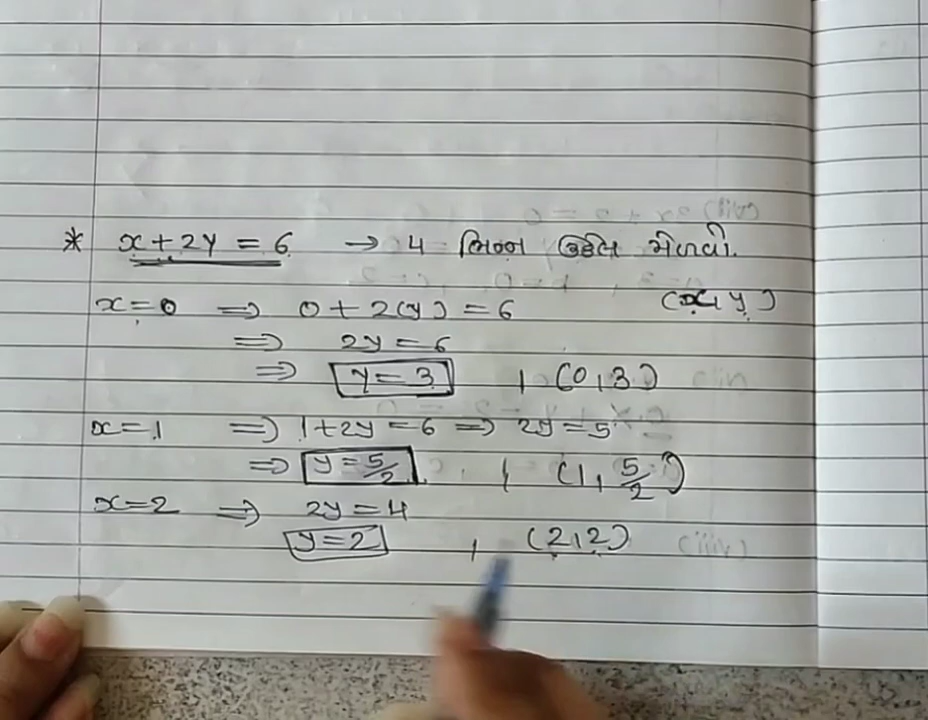 * x + 2y = 6 → 4 ભિન્ન ઉકેલ મેળવો.
x = 0 ⇒ 0 + 2(y) = 6 (x, y)
⇒ 2y = 6
⇒ y = 3 , (0, 3)
x = 1 ⇒ 1 + 2y = 6 ⇒ 2y = 5
⇒ y = 5/2 , (1, 5/2)
x = 2 ⇒ 2y = 4
y = 2 , (2, 2)